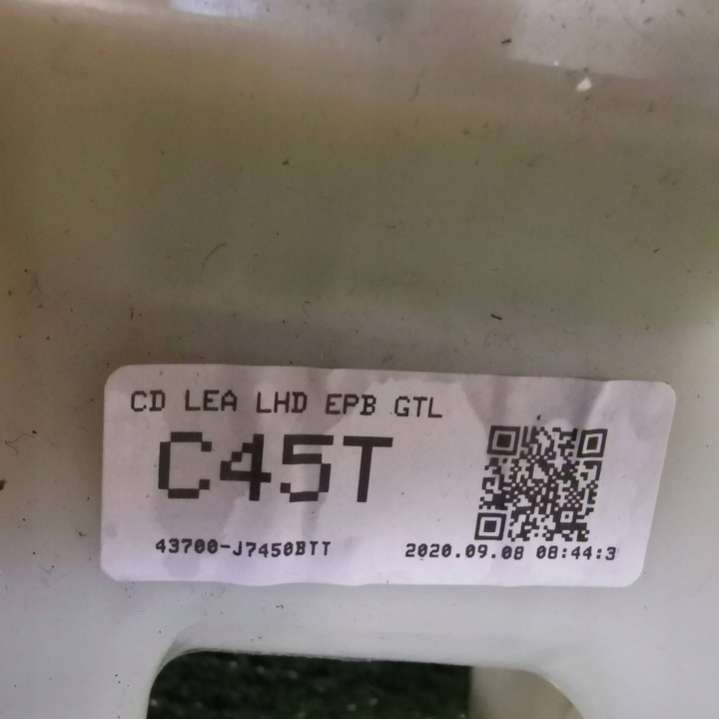 CD LEA LHD EPB GTL
C45T
43700-J7450BTT
2020.09.08 08:44:3